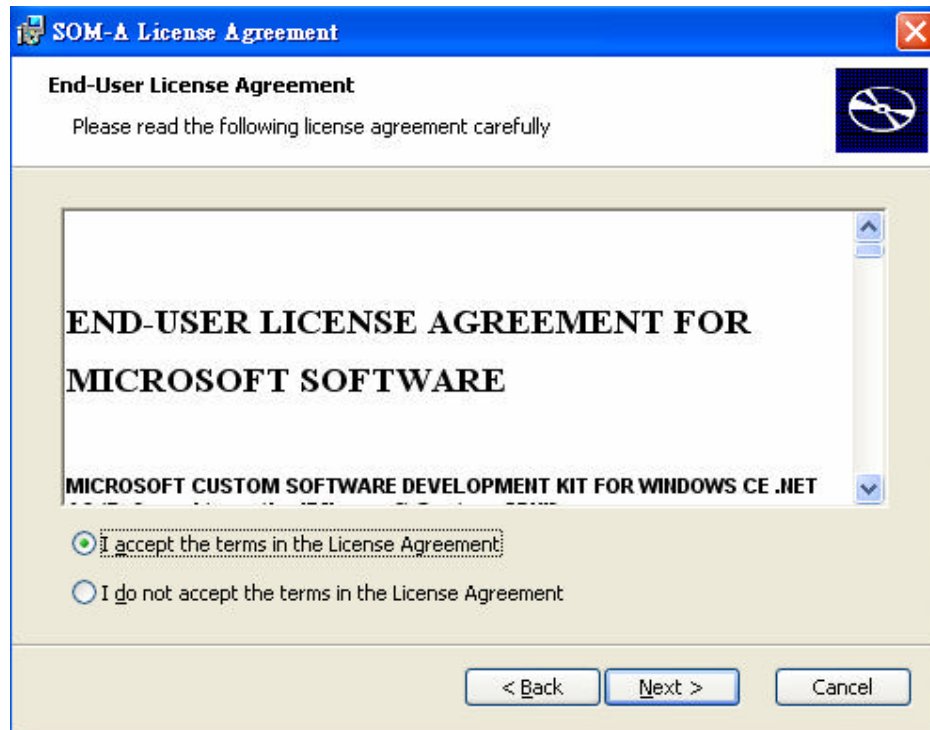 SOM-A License Agreement
End-User License Agreement
Please read the following license agreement carefully
END-USER LICENSE AGREEMENT FOR
MICROSOFT SOFTWARE
MICROSOFT CUSTOM SOFTWARE DEVELOPMENT KIT FOR WINDOWS CE .NET
I accept the terms in the License Agreement
I do not accept the terms in the License Agreement
< Back
Next >
Cancel